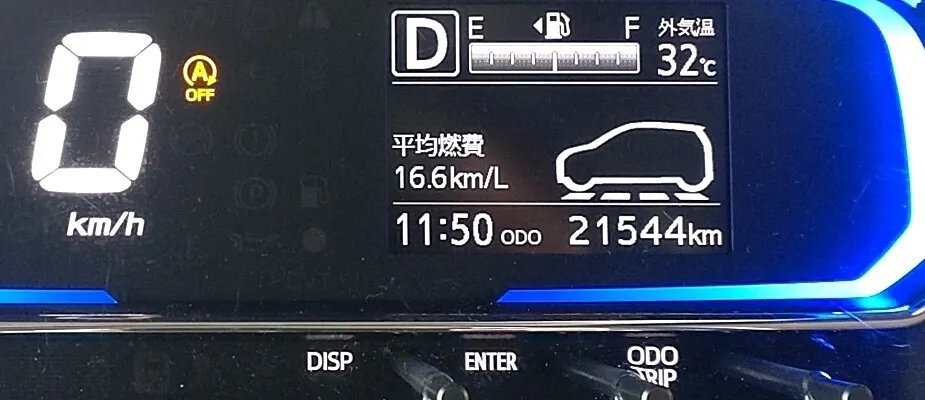 0
km/h
A
OFF
D
E F
外気温
32℃
平均燃費
16.6km/L
11:50 ODO 21544km
DISP
ENTER
ODO
TRIP